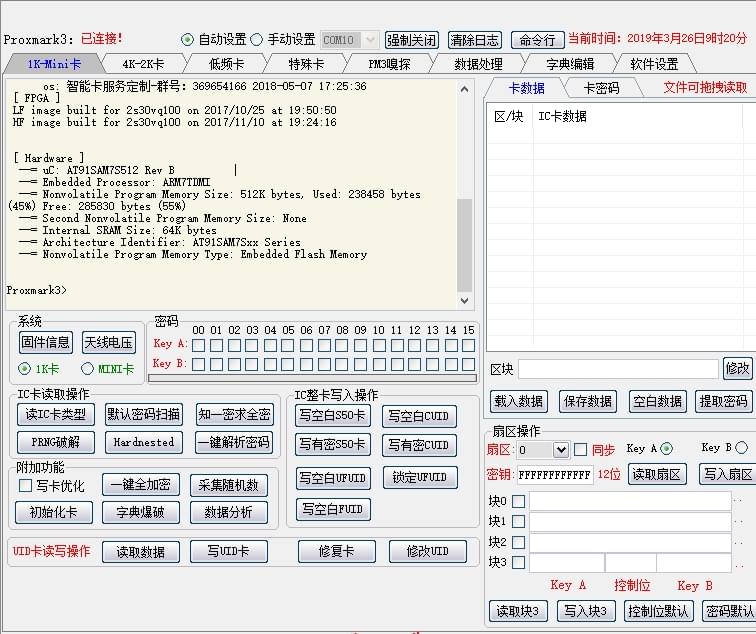 Proxmark3: 已连接! 自动设置 手动设置 COM10 强制关闭 清除日志 命令行 当前时间: 2019年3月26日9时20分
1K-Mini卡 4K-2K卡 低频卡 特殊卡 PM3嗅探 数据处理 字典编辑 软件设置
os: 智能卡服务定制-群号: 369654166 2018-05-07 17:25:36
[ FPGA ]
LF image built for 2s30vq100 on 2017/10/25 at 19:50:50
HF image built for 2s30vq100 on 2017/11/10 at 19:24:16
[ Hardware ]
--= uC: AT91SAM7S512 Rev B
--= Embedded Processor: ARM7TDMI
--= Nonvolatile Program Memory Size: 512K bytes, Used: 238458 bytes
(45%) Free: 285830 bytes (55%)
--= Second Nonvolatile Program Memory Size: None
--= Internal SRAM Size: 64K bytes
--= Architecture Identifier: AT91SAM7Sxx Series
--= Nonvolatile Program Memory Type: Embedded Flash Memory
Proxmark3>
卡数据 卡密码 文件可拖拽读取
区/块 IC卡数据
系统
固件信息 天线电压
1K卡 MINI卡
密码
00 01 02 03 04 05 06 07 08 09 10 11 12 13 14 15
Key A:
Key B:
区块 修改
载入数据 保存数据 空白数据 提取密码
IC卡读取操作
读IC卡类型 默认密码扫描 知一密求全密
PRNG破解 Hardnested 一键解析密码
附加功能
写卡优化 一键全加密 采集随机数
初始化卡 字典爆破 数据分析
IC整卡写入操作
写空白S50卡 写空白CUID
写有密S50卡 写有密CUID
写空白UFUID 锁定UFUID
写空白FUID
UID卡读写操作 读取数据 写UID卡 修复卡 修改UID
扇区操作
扇区: 0 同步 Key A Key B
密钥: FFFFFFFFFFFF 12位 读取扇区 写入扇区
块0
块1
块2
块3
Key A 控制位 Key B
读取块3 写入块3 控制位默认 密码默认